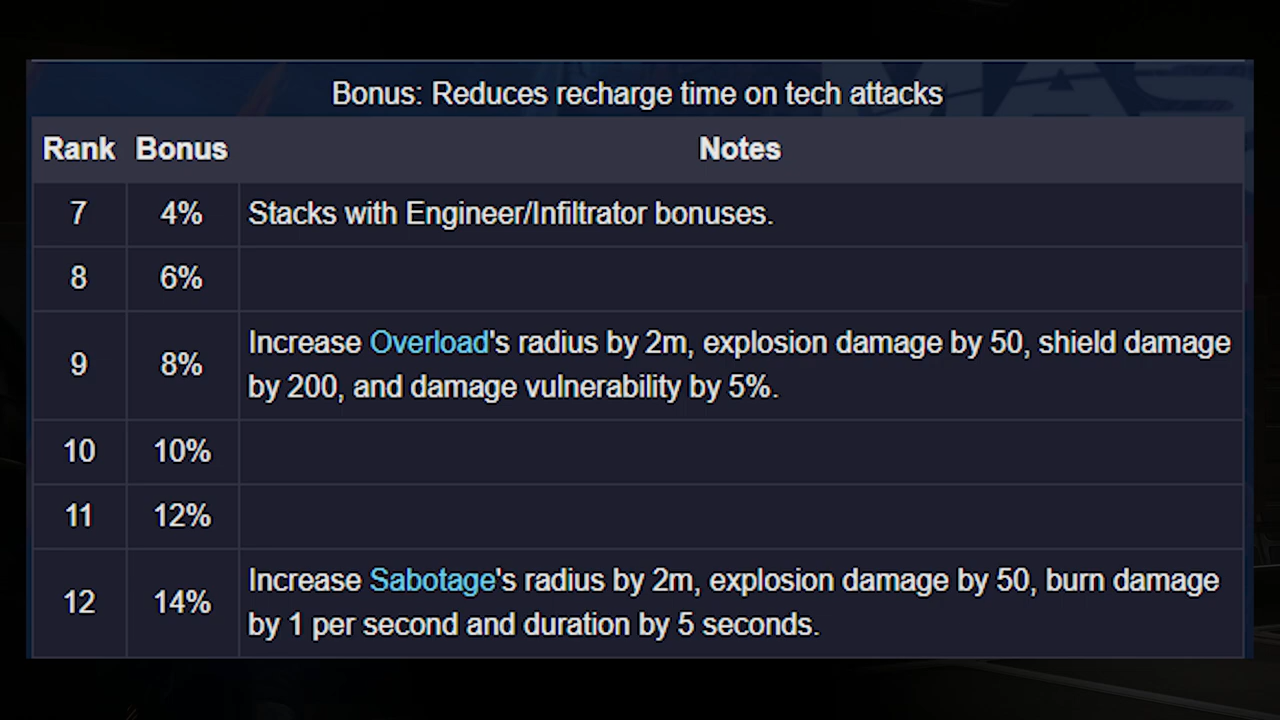 Bonus: Reduces recharge time on tech attacks
Rank Bonus Notes
7 4% Stacks with Engineer/Infiltrator bonuses.
8 6%
9 8% Increase Overload's radius by 2m, explosion damage by 50, shield damage
by 200, and damage vulnerability by 5%.
10 10%
11 12%
12 14% Increase Sabotage's radius by 2m, explosion damage by 50, burn damage
by 1 per second and duration by 5 seconds.